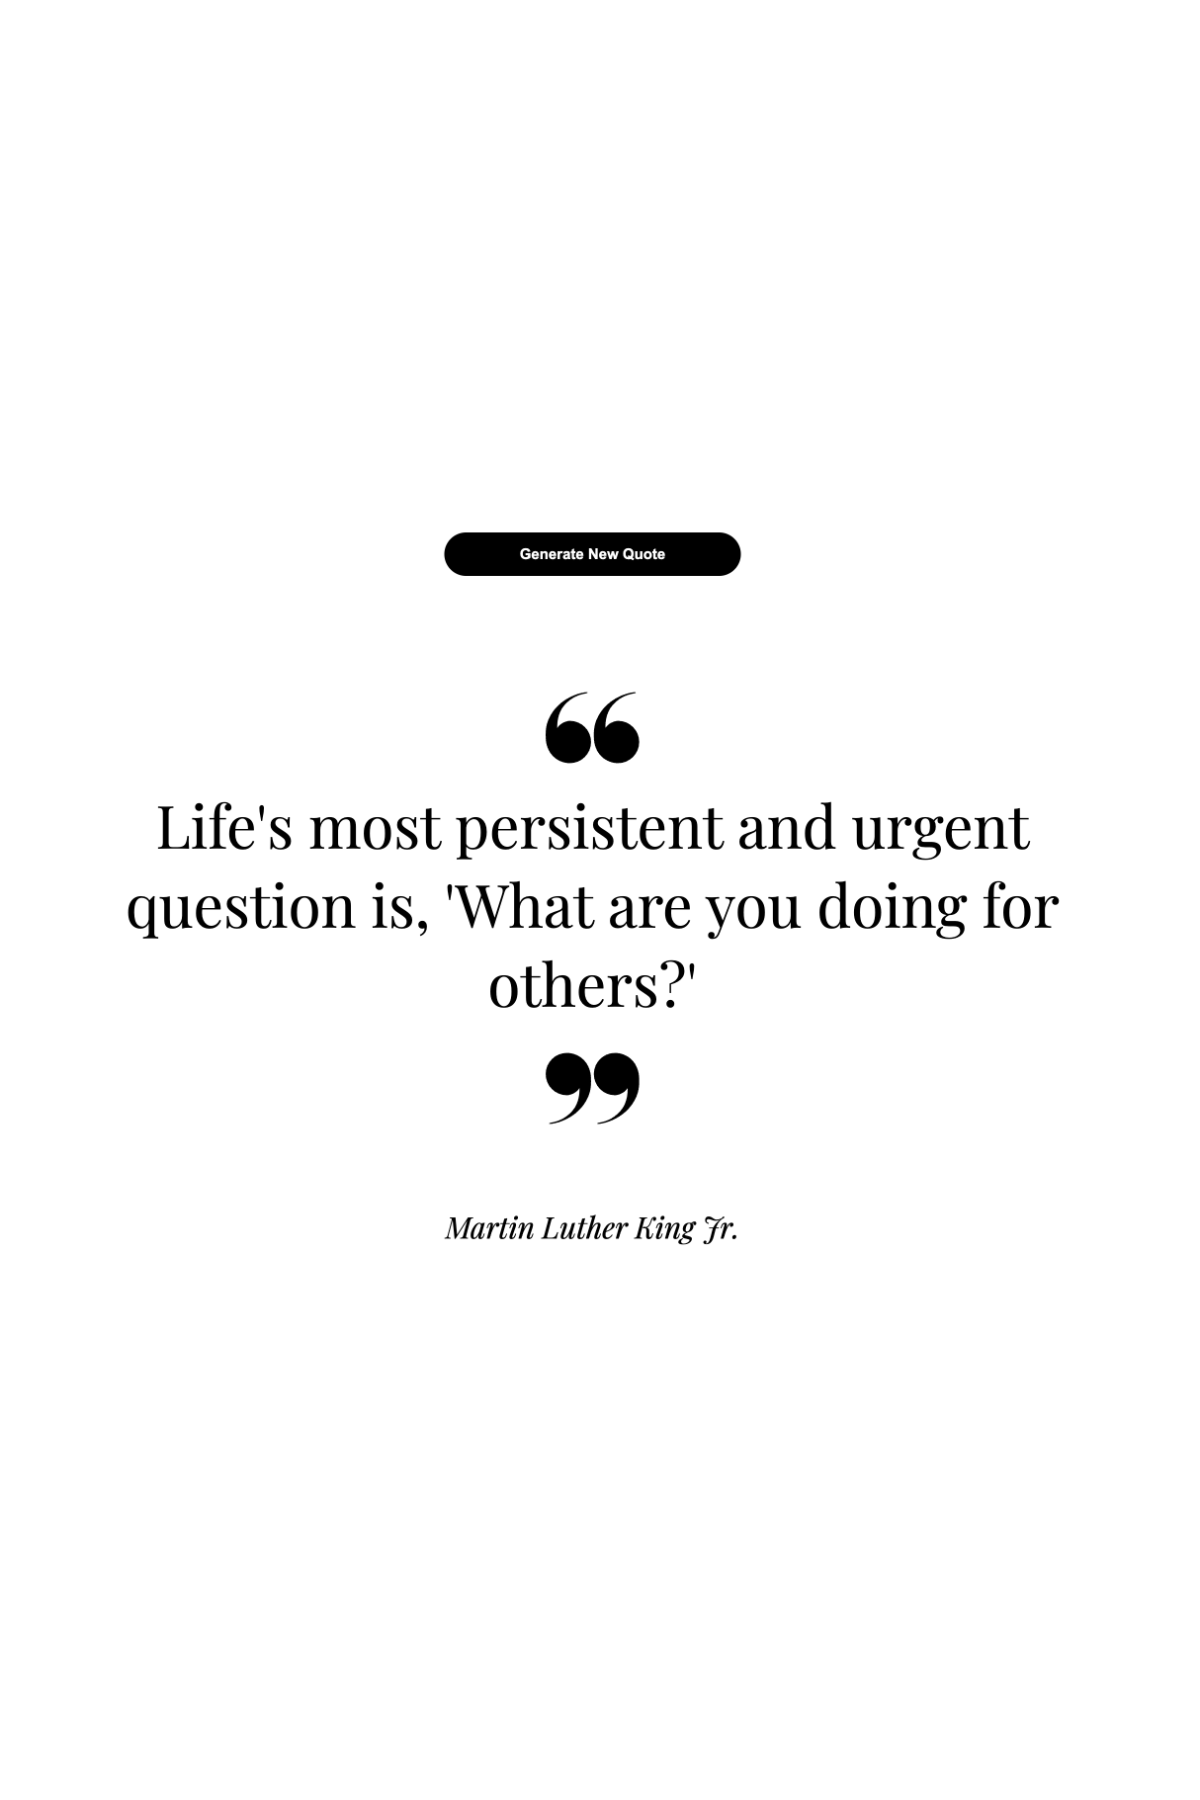 Generate New Quote
“
Life's most persistent and urgent
question is, 'What are you doing for
others?'
”
Martin Luther King Jr.